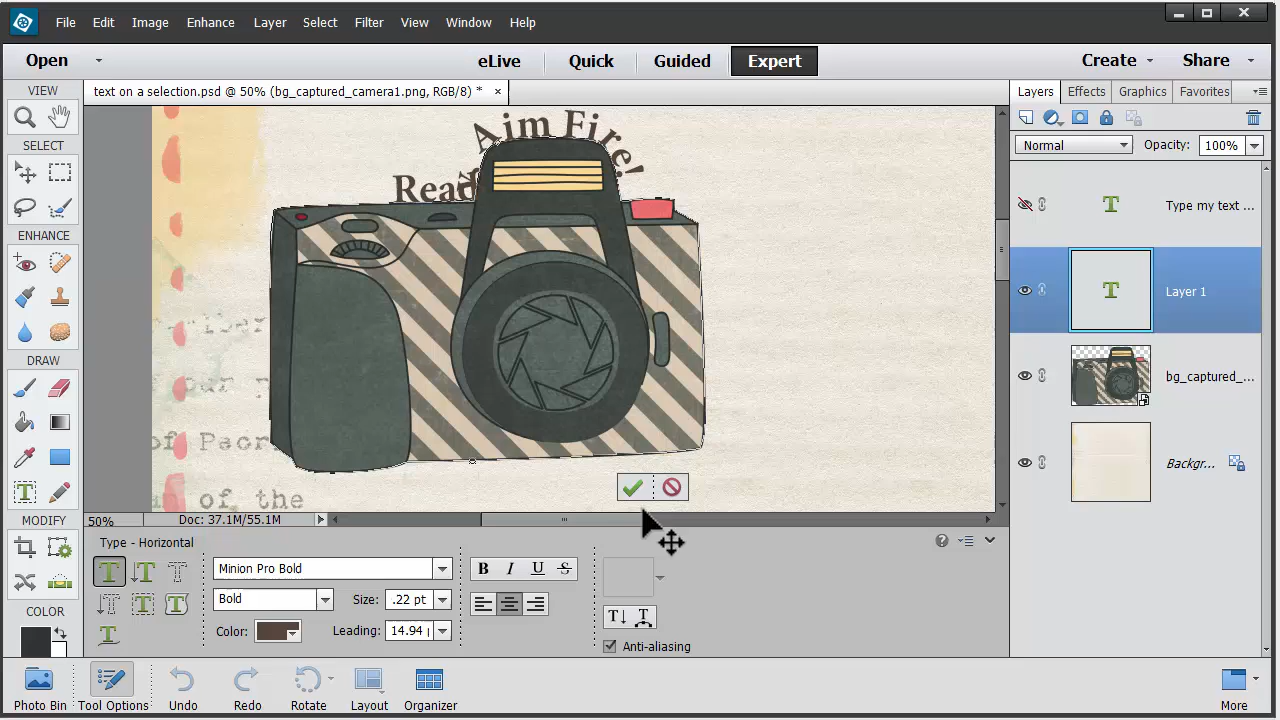 File Edit Image Enhance Layer Select Filter View Window Help
Open eLive Quick Guided Expert Create Share
text on a selection.psd @ 50% (bg_captured_camera1.png, RGB/8) * ×
Layers Effects Graphics Favorites
VIEW
SELECT
ENHANCE
DRAW
MODIFY
COLOR
Normal Opacity: 100%
Type my text ...
Layer 1
bg_captured_...
Backgr...
Aim Fire!
of
of the
50% Doc: 37.1M/55.1M
Type - Horizontal
Minion Pro Bold
Bold Size: .22 pt
Color: Leading: 14.94
B I U S
Anti-aliasing
Photo Bin Tool Options Undo Redo Rotate Layout Organizer More